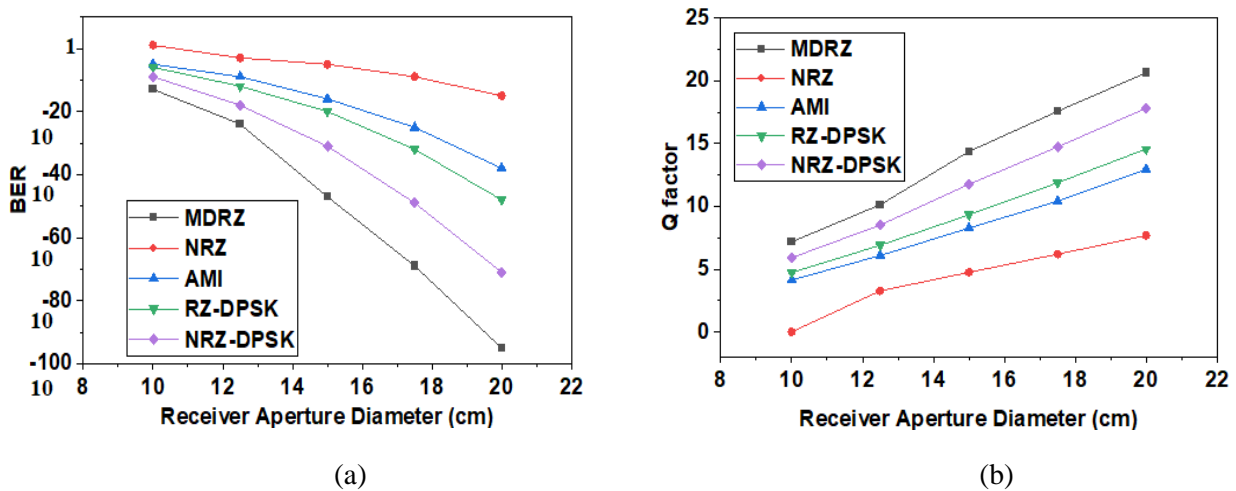 1
-20
10
-40
10
-60
10
-80
10
-100
10
BER
MDRZ
NRZ
AMI
RZ-DPSK
NRZ-DPSK
8 10 12 14 16 18 20 22
Receiver Aperture Diameter (cm)
(a)
25
20
15
10
5
0
Q factor
MDRZ
NRZ
AMI
RZ-DPSK
NRZ-DPSK
8 10 12 14 16 18 20 22
Receiver Aperture Diameter (cm)
(b)